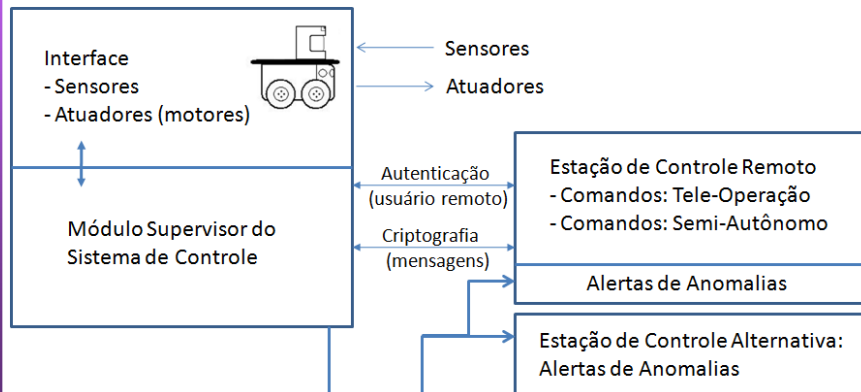 Interface
- Sensores
- Atuadores (motores)
Sensores
Atuadores
Módulo Supervisor do
Sistema de Controle
Autenticação
(usuário remoto)
Criptografia
(mensagens)
Estação de Controle Remoto
- Comandos: Tele-Operação
- Comandos: Semi-Autônomo
Alertas de Anomalias
Estação de Controle Alternativa:
Alertas de Anomalias